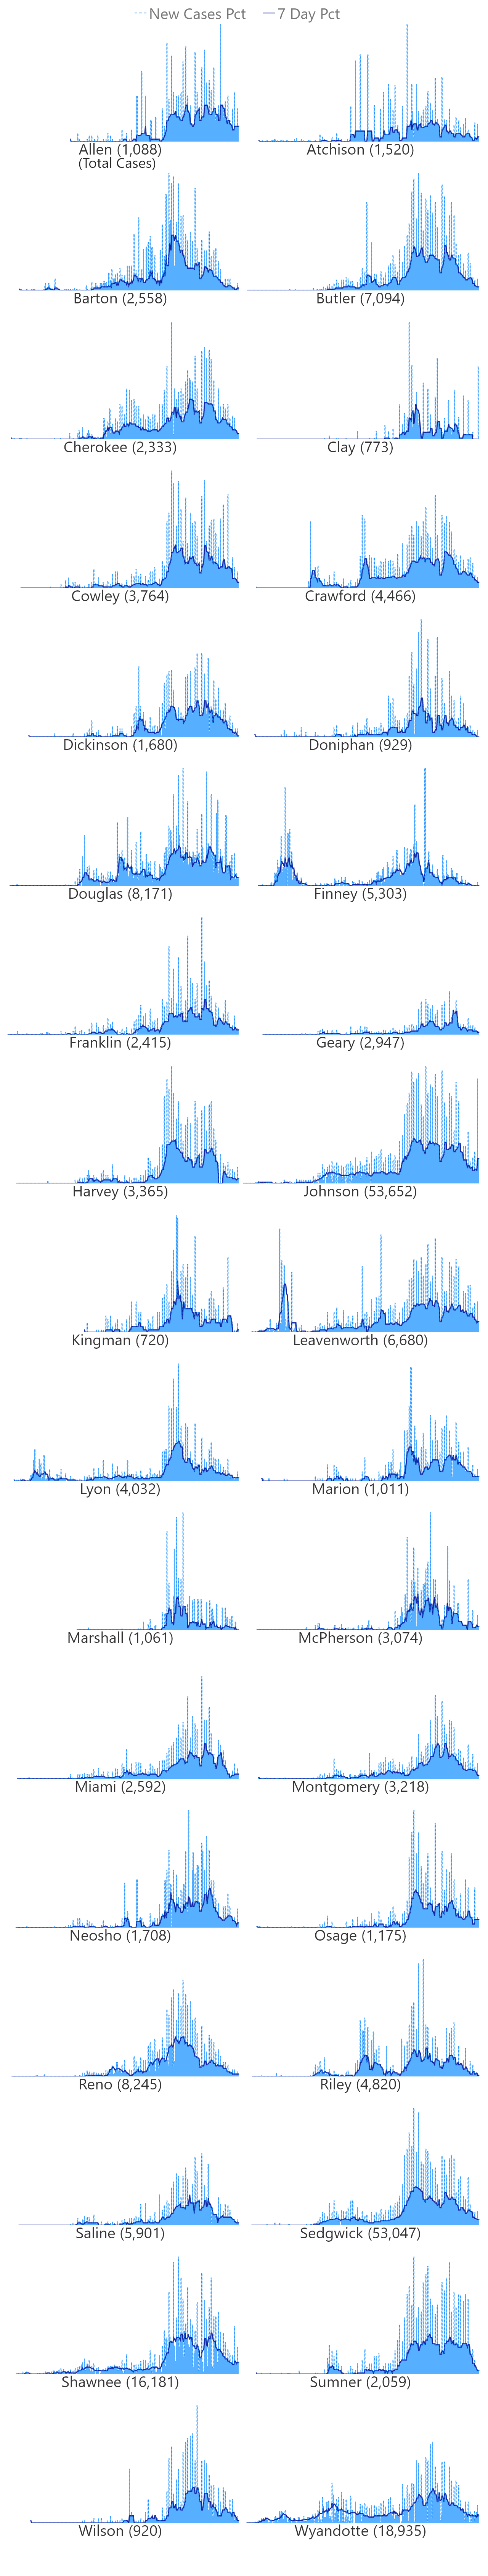 New Cases Pct 7 Day Pct
Allen (1,088) Atchison (1,520)
(Total Cases)
Barton (2,558) Butler (7,094)
Cherokee (2,333) Clay (773)
Cowley (3,764) Crawford (4,466)
Dickinson (1,680) Doniphan (929)
Douglas (8,171) Finney (5,303)
Franklin (2,415) Geary (2,947)
Harvey (3,365) Johnson (53,652)
Kingman (720) Leavenworth (6,680)
Lyon (4,032) Marion (1,011)
Marshall (1,061) McPherson (3,074)
Miami (2,592) Montgomery (3,218)
Neosho (1,708) Osage (1,175)
Reno (8,245) Riley (4,820)
Saline (5,901) Sedgwick (53,047)
Shawnee (16,181) Sumner (2,059)
Wilson (920) Wyandotte (18,935)